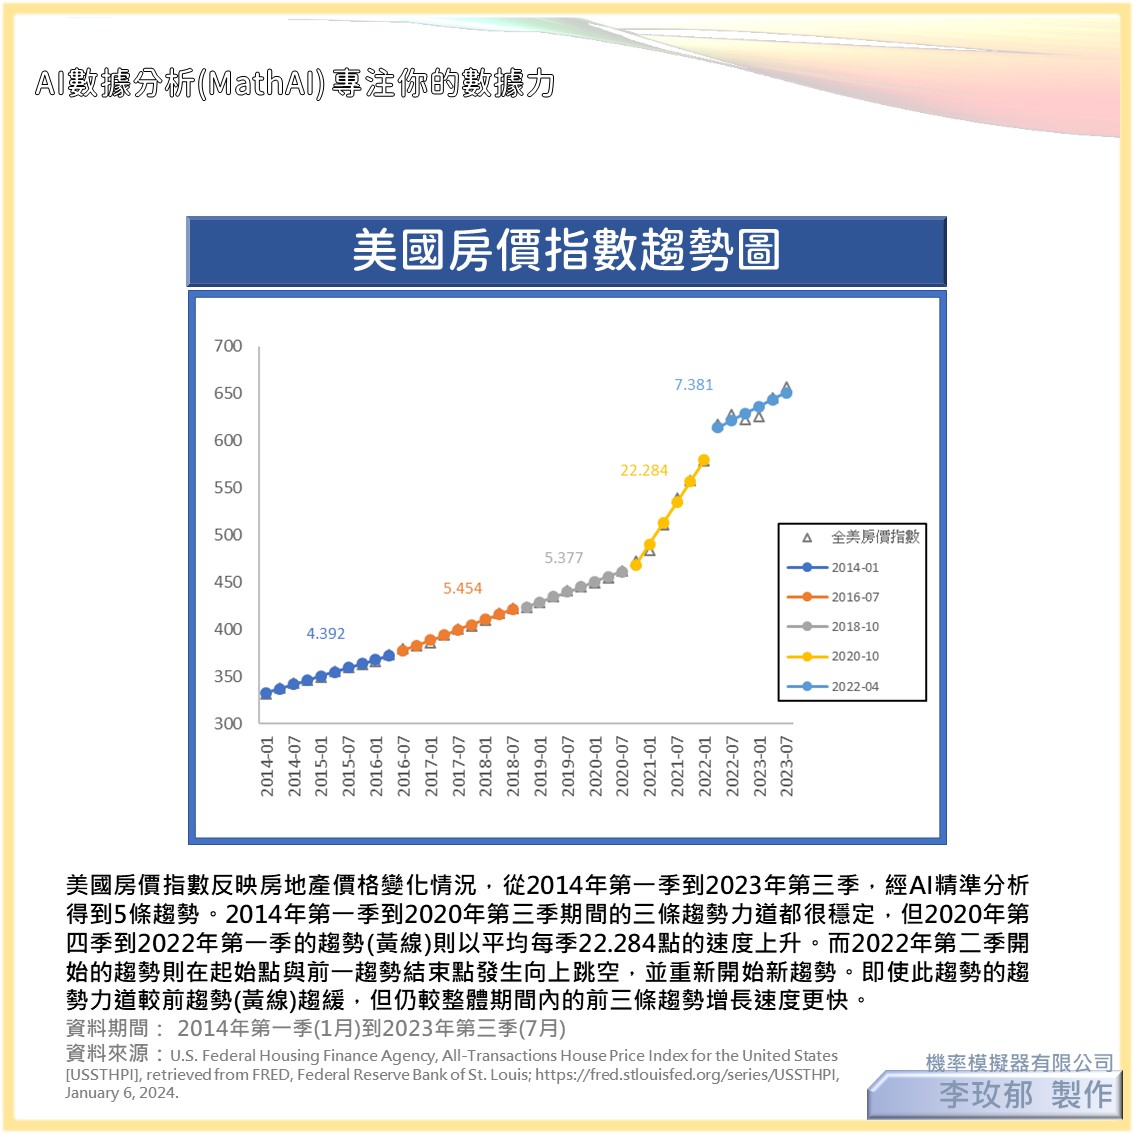 AI數據分析(MathAI) 專注你的數據力
美國房價指數趨勢圖
700
650
600
550
500
450
400
350
300
4.392
5.454
5.377
22.284
7.381
全美房價指數
2014-01
2016-07
2018-10
2020-10
2022-04
2014-01
2014-07
2015-01
2015-07
2016-01
2016-07
2017-01
2017-07
2018-01
2018-07
2019-01
2019-07
2020-01
2020-07
2021-01
2021-07
2022-01
2022-07
2023-01
2023-07
美國房價指數反映房地產價格變化情況，從2014年第一季到2023年第三季，經AI精準分析
得到5條趨勢。2014年第一季到2020年第三季期間的三條趨勢力道都很穩定，但2020年第
四季到2022年第一季的趨勢(黃線)則以平均每季22.284點的速度上升。而2022年第二季開
始的趨勢則在起始點與前一趨勢結束點發生向上跳空，並重新開始新趨勢。即使此趨勢的趨
勢力道較前趨勢(黃線)趨緩，但仍較整體期間內的前三條趨勢增長速度更快。
資料期間： 2014年第一季(1月)到2023年第三季(7月)
資料來源：U.S. Federal Housing Finance Agency, All-Transactions House Price Index for the United States
[USSTHPI], retrieved from FRED, Federal Reserve Bank of St. Louis; https://fred.stlouisfed.org/series/USSTHPI,
January 6, 2024.
機率模擬器有限公司
李玫郁 製作